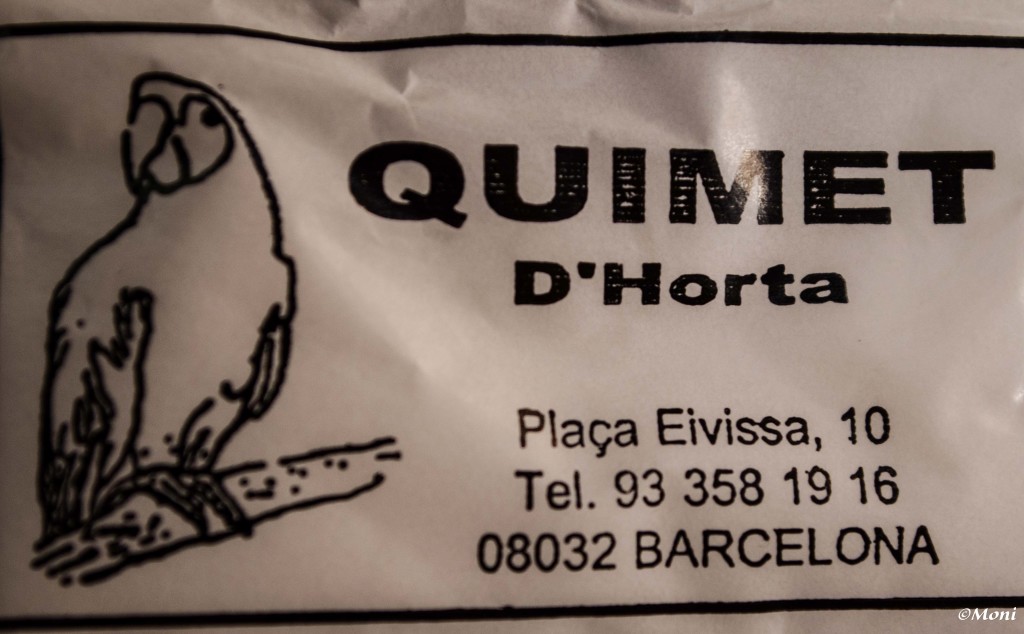 QUIMET
D'Horta
Plaça Eivissa, 10
Tel. 93 358 19 16
08032 BARCELONA
©Moni